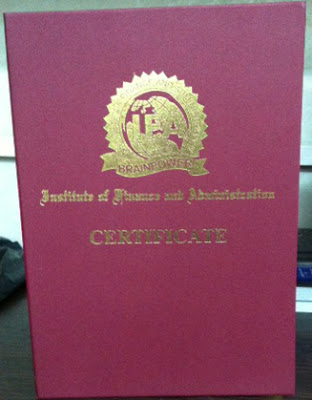 IFA
BRAINPOWER
Institute of Finance and Administration
CERTIFICATE